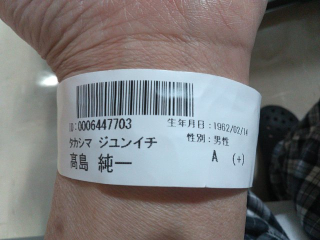 ID:0006447703 生年月日:1962/02/14
タカシマ ジユンイチ 性別:男性
髙島 純一 A (+)